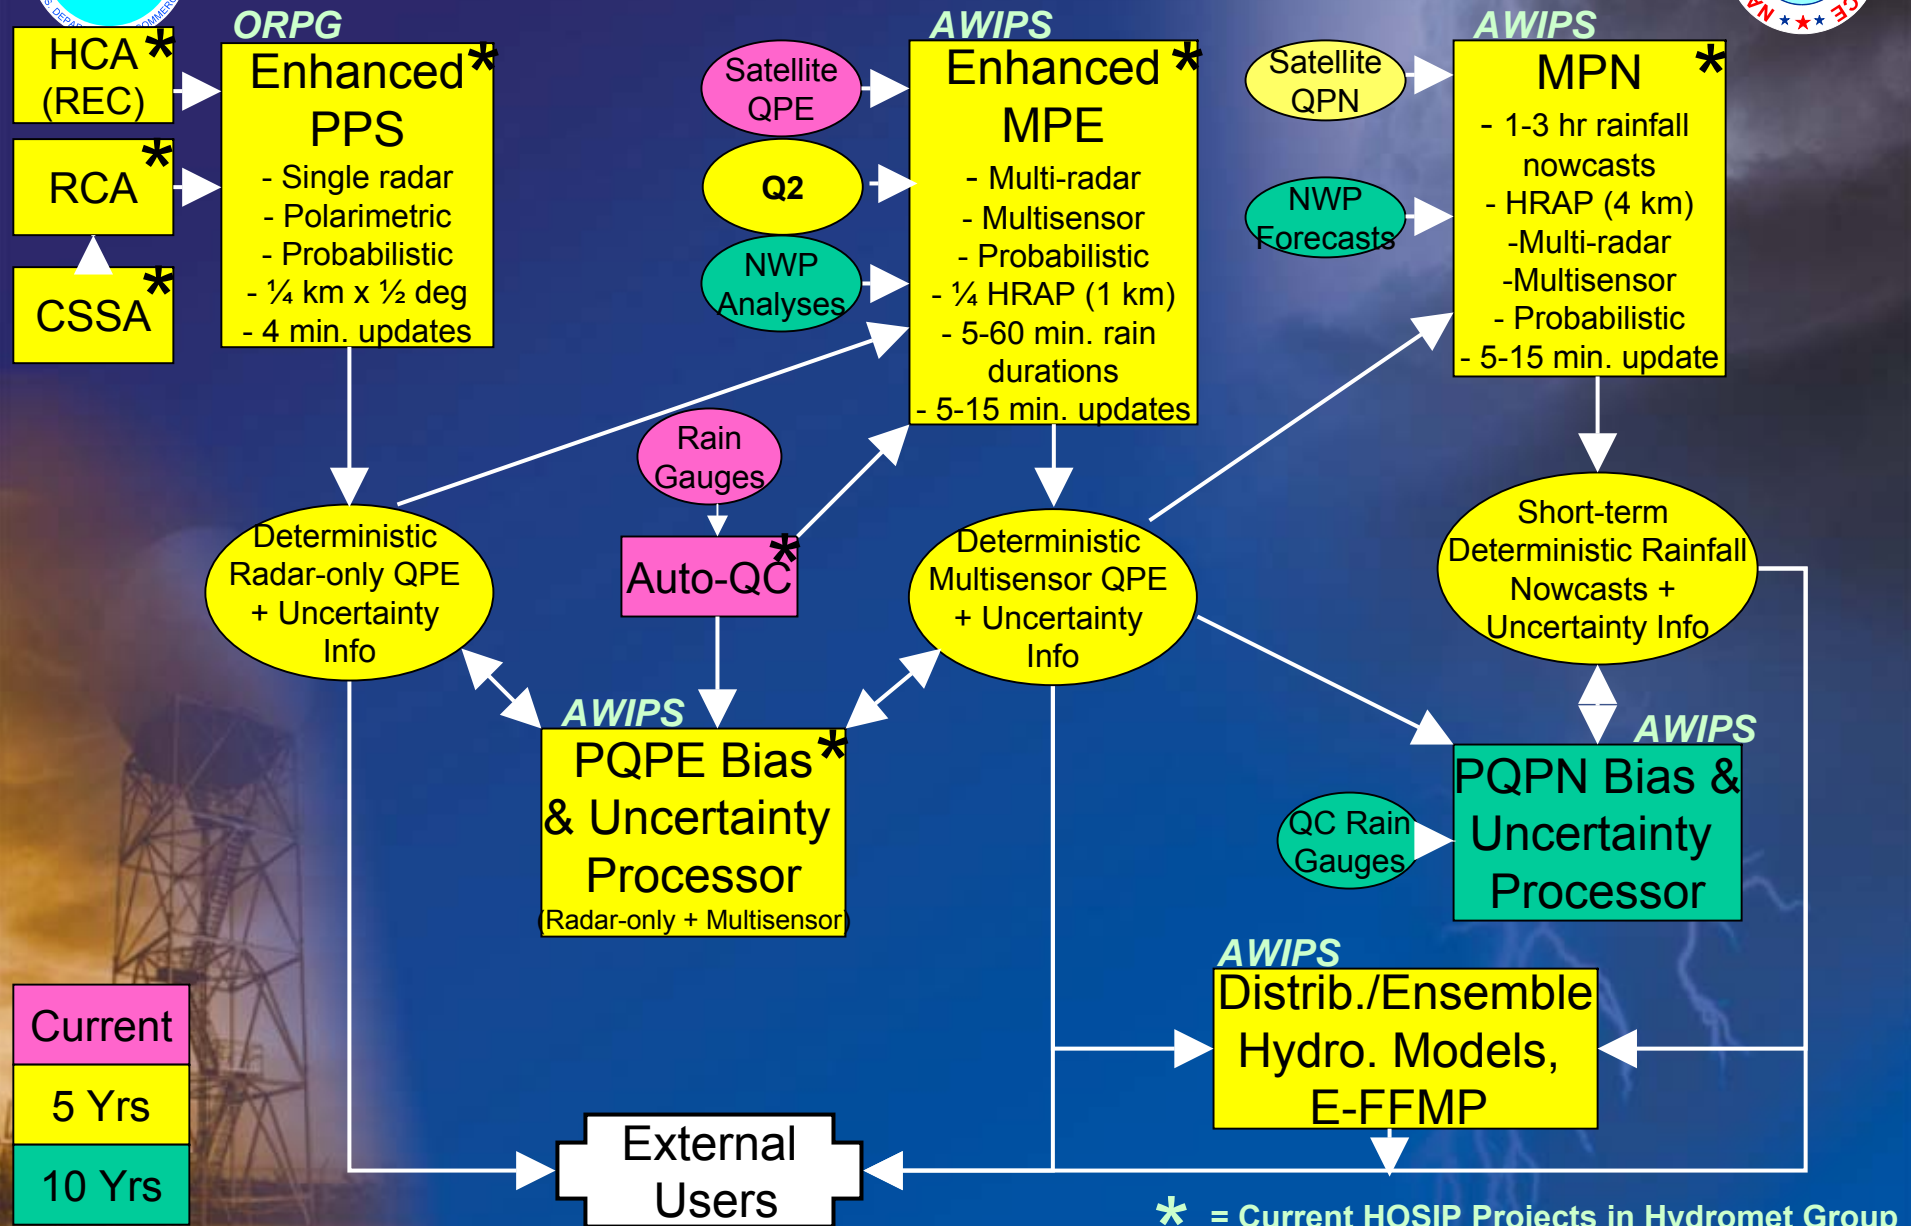 S. DEPA
OMMERC
NA
CE
ORPG
AWIPS
AWIPS
HCA *
(REC)
RCA *
CSSA *
Enhanced *
PPS
- Single radar
- Polarimetric
- Probabilistic
- ¼ km x ½ deg
- 4 min. updates
Satellite
QPE
Q2
NWP
Analyses
Enhanced *
MPE
- Multi-radar
- Multisensor
- Probabilistic
- ¼ HRAP (1 km)
- 5-60 min. rain
durations
- 5-15 min. updates
Satellite
QPN
NWP
Forecasts
MPN *
- 1-3 hr rainfall
nowcasts
- HRAP (4 km)
-Multi-radar
-Multisensor
- Probabilistic
- 5-15 min. update
Rain
Gauges
Auto-QC *
Deterministic
Radar-only QPE
+ Uncertainty
Info
Deterministic
Multisensor QPE
+ Uncertainty
Info
Short-term
Deterministic Rainfall
Nowcasts +
Uncertainty Info
AWIPS
PQPE Bias *
& Uncertainty
Processor
(Radar-only + Multisensor)
AWIPS
QC Rain
Gauges
PQPN Bias &
Uncertainty
Processor
AWIPS
Distrib./Ensemble
Hydro. Models,
E-FFMP
Current
5 Yrs
10 Yrs
External
Users
* = Current HOSIP Projects in Hydromet Group